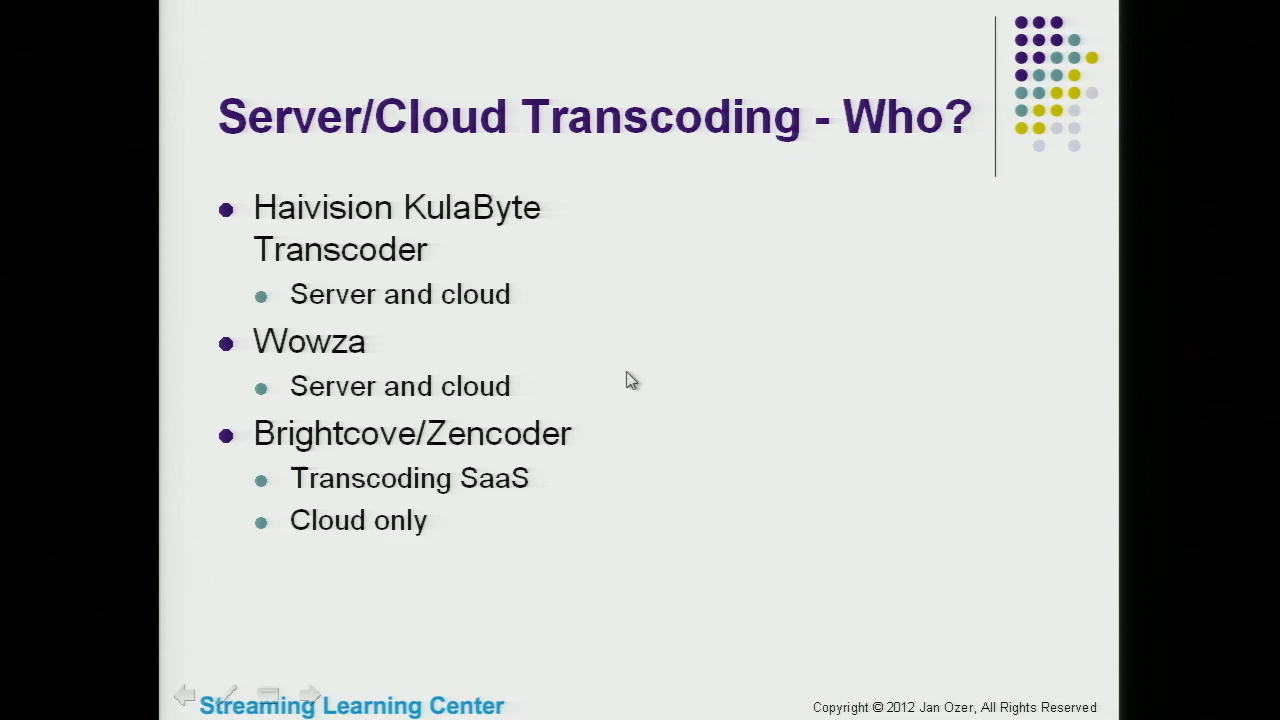 Server/Cloud Transcoding - Who?
Haivision KulaByte
Transcoder
Server and cloud
Wowza
Server and cloud
Brightcove/Zencoder
Transcoding SaaS
Cloud only
Streaming Learning Center
Copyright © 2012 Jan Ozer, All Rights Reserved